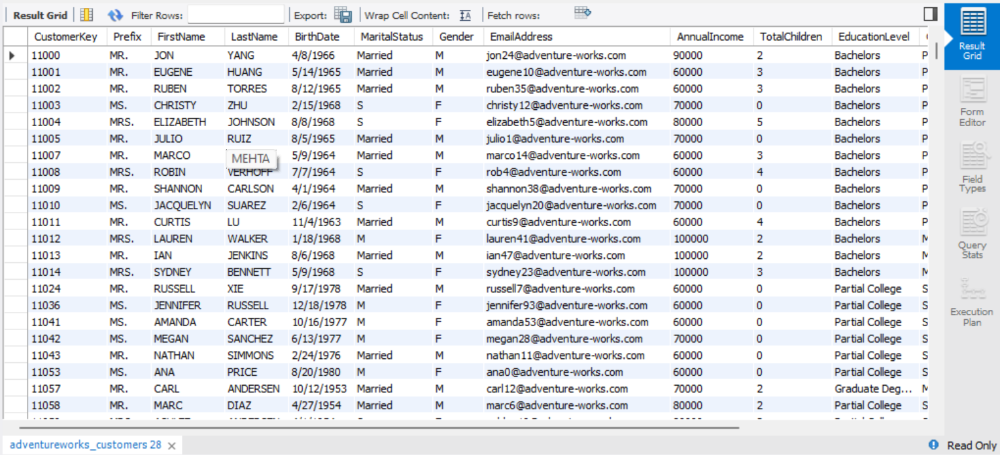 Result Grid Filter Rows: Export: Wrap Cell Content: Fetch rows:
CustomerKey Prefix FirstName LastName BirthDate MaritalStatus Gender EmailAddress AnnualIncome TotalChildren EducationLevel
11000 MR. JON YANG 4/8/1966 Married M jon24@adventure-works.com 90000 2 Bachelors P
11001 MR. EUGENE HUANG 5/14/1965 Married M eugene10@adventure-works.com 60000 3 Bachelors P
11002 MR. RUBEN TORRES 8/12/1965 Married M ruben35@adventure-works.com 60000 3 Bachelors P
11003 MS. CHRISTY ZHU 2/15/1968 S F christy12@adventure-works.com 70000 0 Bachelors P
11004 MRS. ELIZABETH JOHNSON 8/8/1968 S F elizabeth5@adventure-works.com 80000 5 Bachelors P
11005 MR. JULIO RUIZ 8/5/1965 Married M julio1@adventure-works.com 70000 0 Bachelors P
11007 MR. MARCO MEHTA 5/9/1964 Married M marco14@adventure-works.com 60000 3 Bachelors P
11008 MRS. ROBIN VERHOFF 7/7/1964 S F rob4@adventure-works.com 60000 4 Bachelors P
11009 MR. SHANNON CARLSON 4/1/1964 Married M shannon38@adventure-works.com 70000 0 Bachelors P
11010 MS. JACQUELYN SUAREZ 2/6/1964 S F jacquelyn20@adventure-works.com 70000 0 Bachelors P
11011 MR. CURTIS LU 11/4/1963 Married M curtis9@adventure-works.com 60000 4 Bachelors P
11012 MRS. LAUREN WALKER 1/18/1968 M F lauren41@adventure-works.com 100000 2 Bachelors M
11013 MR. IAN JENKINS 8/6/1968 Married M ian47@adventure-works.com 100000 2 Bachelors M
11014 MRS. SYDNEY BENNETT 5/9/1968 S F sydney23@adventure-works.com 100000 3 Bachelors M
11024 MR. RUSSELL XIE 9/17/1978 Married M russell7@adventure-works.com 60000 0 Partial College S
11036 MS. JENNIFER RUSSELL 12/18/1978 M F jennifer93@adventure-works.com 60000 0 Partial College S
11041 MS. AMANDA CARTER 10/16/1977 M F amanda53@adventure-works.com 60000 0 Partial College S
11042 MS. MEGAN SANCHEZ 6/13/1977 M F megan28@adventure-works.com 70000 0 Partial College S
11043 MR. NATHAN SIMMONS 2/24/1976 Married M nathan11@adventure-works.com 60000 0 Partial College S
11053 MS. ANA PRICE 8/20/1980 M F ana0@adventure-works.com 60000 0 Partial College S
11057 MR. CARL ANDERSEN 10/12/1953 Married M carl12@adventure-works.com 70000 2 Graduate Deg... M
11058 MR. MARC DIAZ 4/27/1954 Married M marc6@adventure-works.com 80000 2 Partial College S
Result
Grid
Form
Editor
Field
Types
Query
Stats
Execution
Plan
adventureworks_customers 28
Read Only